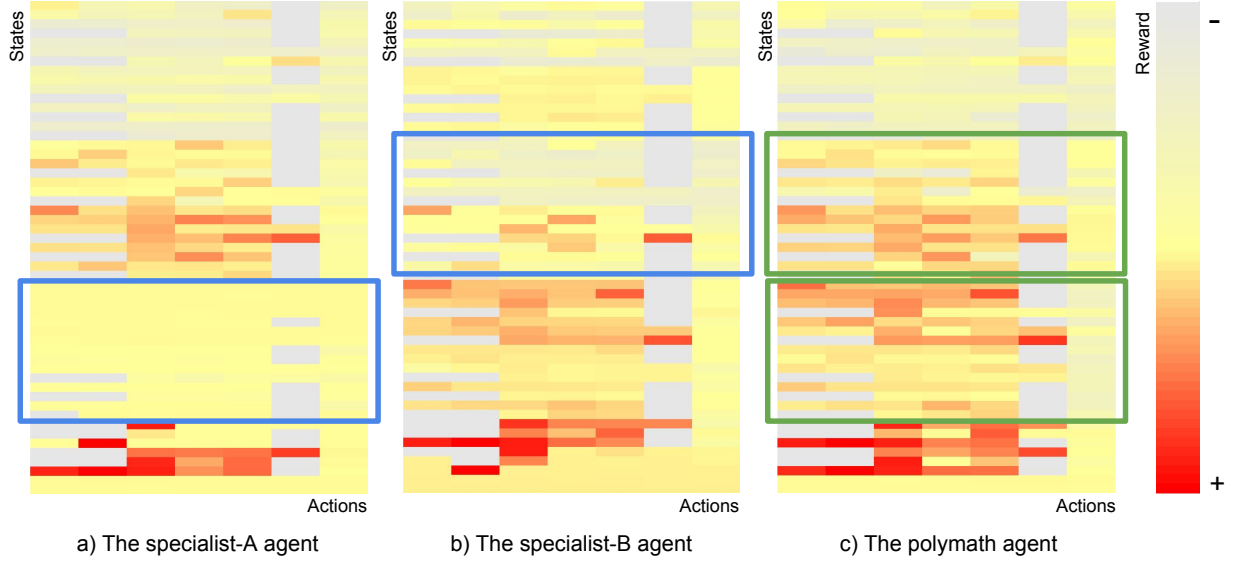 States
States
States
Reward
-
+
Actions
Actions
Actions
a) The specialist-A agent
b) The specialist-B agent
c) The polymath agent